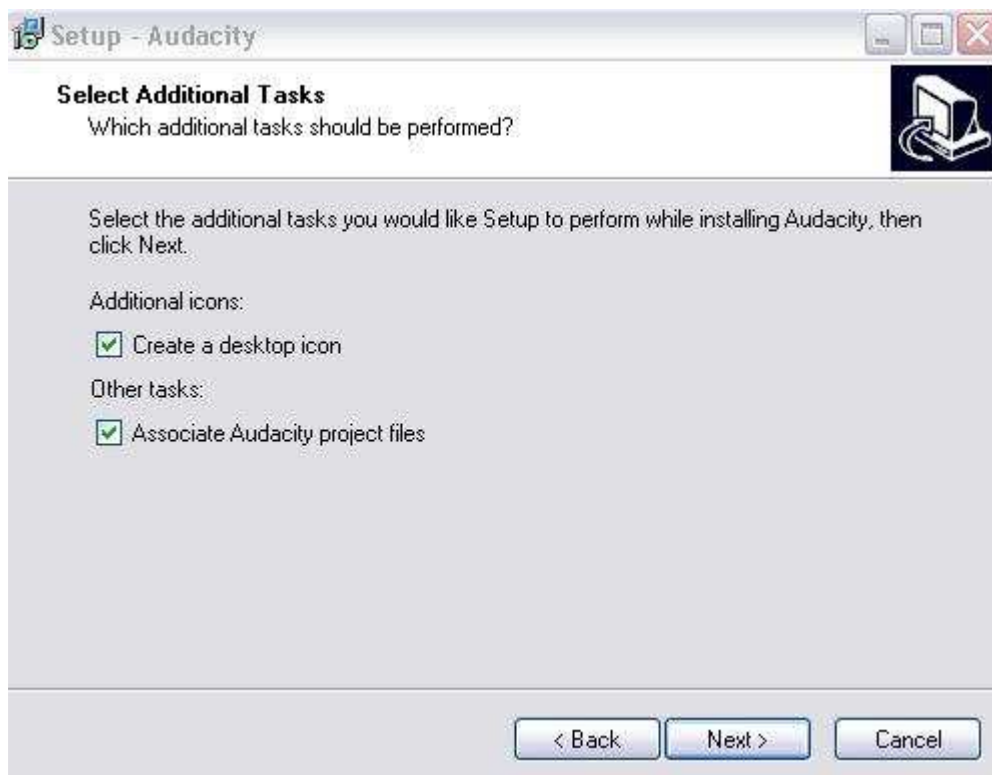 Setup - Audacity
Select Additional Tasks
Which additional tasks should be performed?
Select the additional tasks you would like Setup to perform while installing Audacity, then
click Next.
Additional icons:
Create a desktop icon
Other tasks:
Associate Audacity project files
< Back Next > Cancel